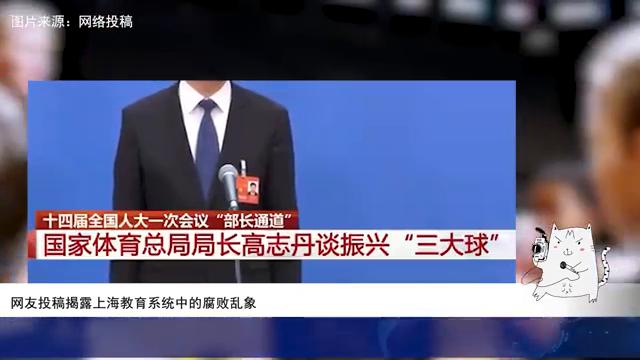 图片来源：网络投稿
十四届全国人大一次会议“部长通道”
国家体育总局局长高志丹谈振兴“三大球”
网友投稿揭露上海教育系统中的腐败乱象